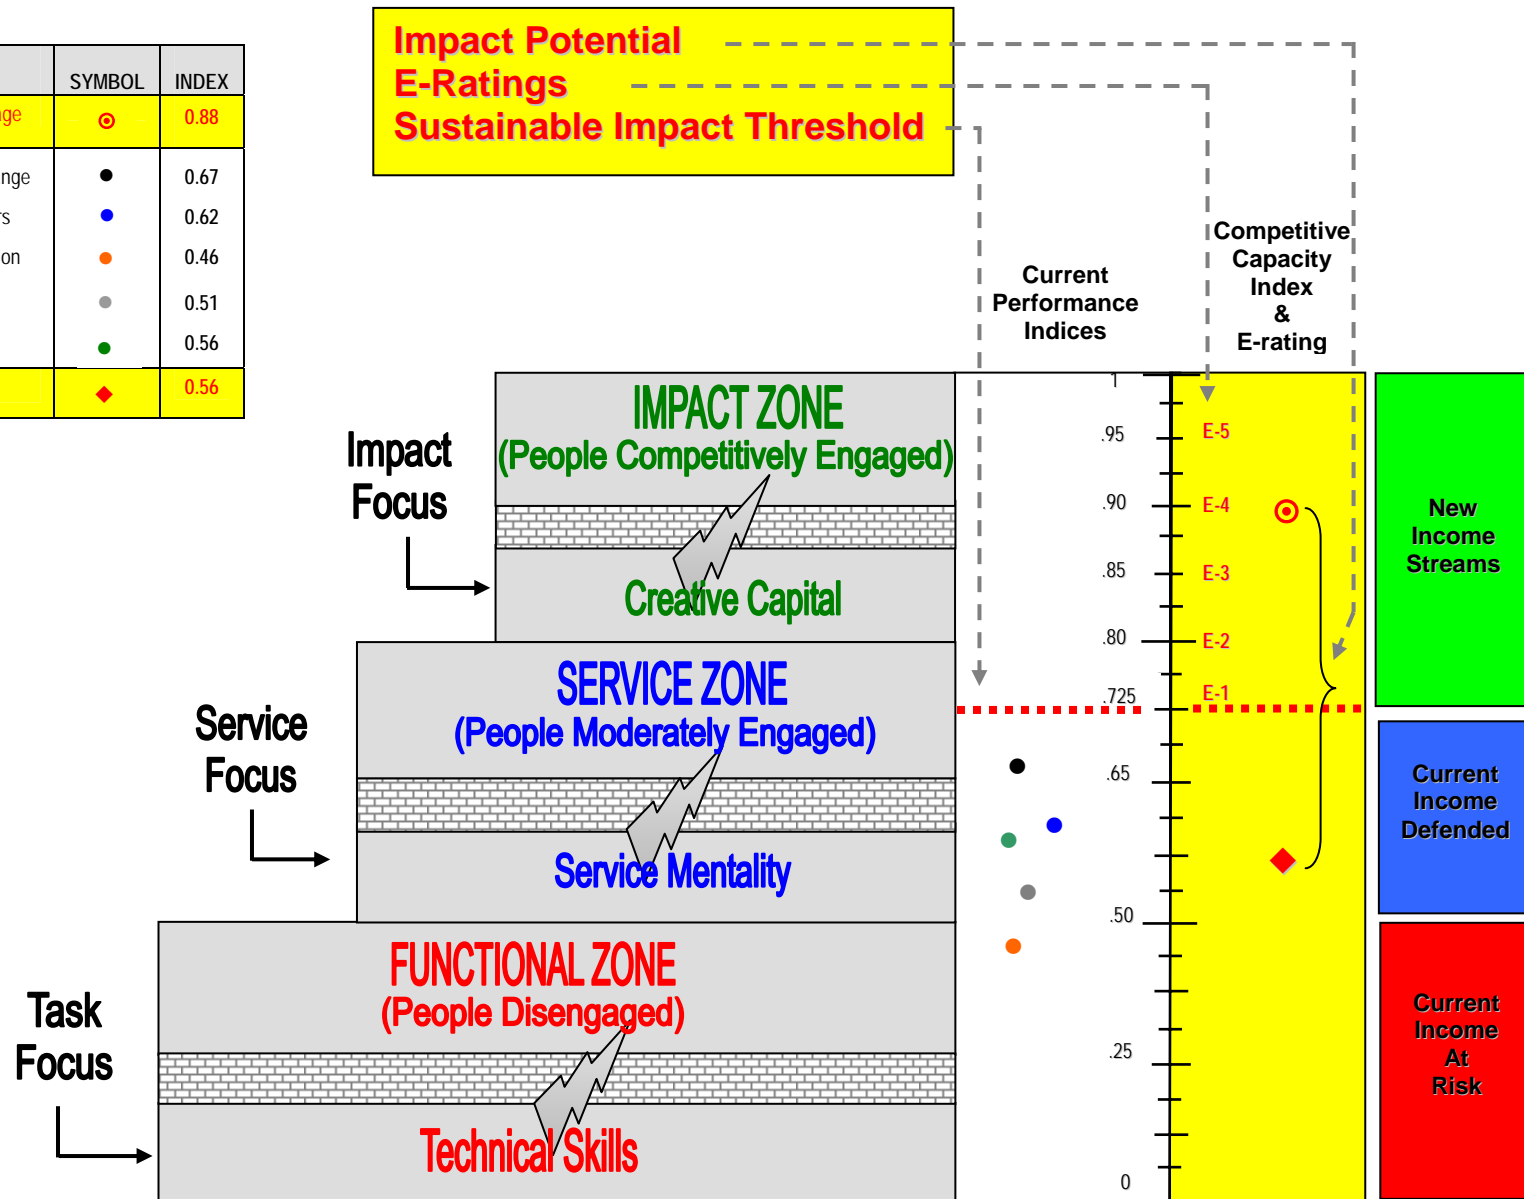 Impact Potential
E-Ratings
Sustainable Impact Threshold
SYMBOL INDEX
0.88
0.67
0.62
0.46
0.51
0.56
0.56
Current
Performance
Indices
Competitive
Capacity
Index
&
E-rating
Impact
Focus
IMPACT ZONE
(People Competitively Engaged)
Creative Capital
Service
Focus
SERVICE ZONE
(People Moderately Engaged)
Service Mentality
Task
Focus
FUNCTIONAL ZONE
(People Disengaged)
Technical Skills
1
.95
.90
.85
.80
.725
.65
.50
.25
0
E-5
E-4
E-3
E-2
E-1
New
Income
Streams
Current
Income
Defended
Current
Income
At
Risk